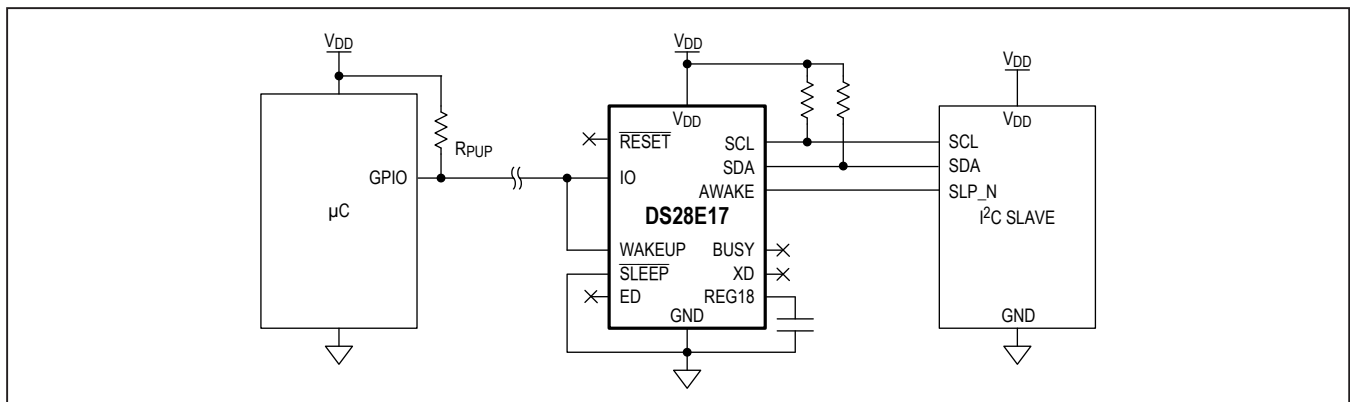 VDD
RPUP
GPIO
µC
VDD
VDD
RESET
IO
WAKEUP
SLEEP
ED
SCL
SDA
AWAKE
DS28E17
BUSY
XD
REG18
GND
VDD
VDD
SCL
SDA
SLP_N
I2C SLAVE
GND